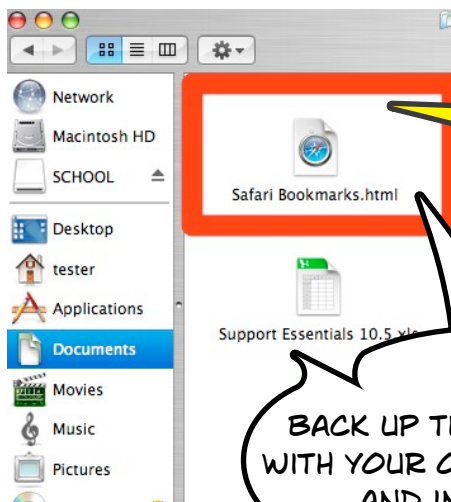 Network
Macintosh HD
SCHOOL
Desktop
tester
Applications
Documents
Movies
Music
Pictures
Safari Bookmarks.html
Support Essentials 10.5.xls
BACK UP
WITH YOUR
AND